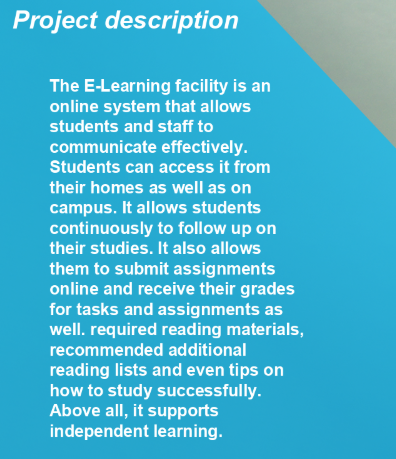 Project description
The E-Learning facility is an
online system that allows
students and staff to
communicate effectively.
Students can access it from
their homes as well as on
campus. It allows students
continuously to follow up on
their studies. It also allows
them to submit assignments
online and receive their grades
for tasks and assignments as
well. required reading materials,
recommended additional
reading lists and even tips on
how to study successfully.
Above all, it supports
independent learning.